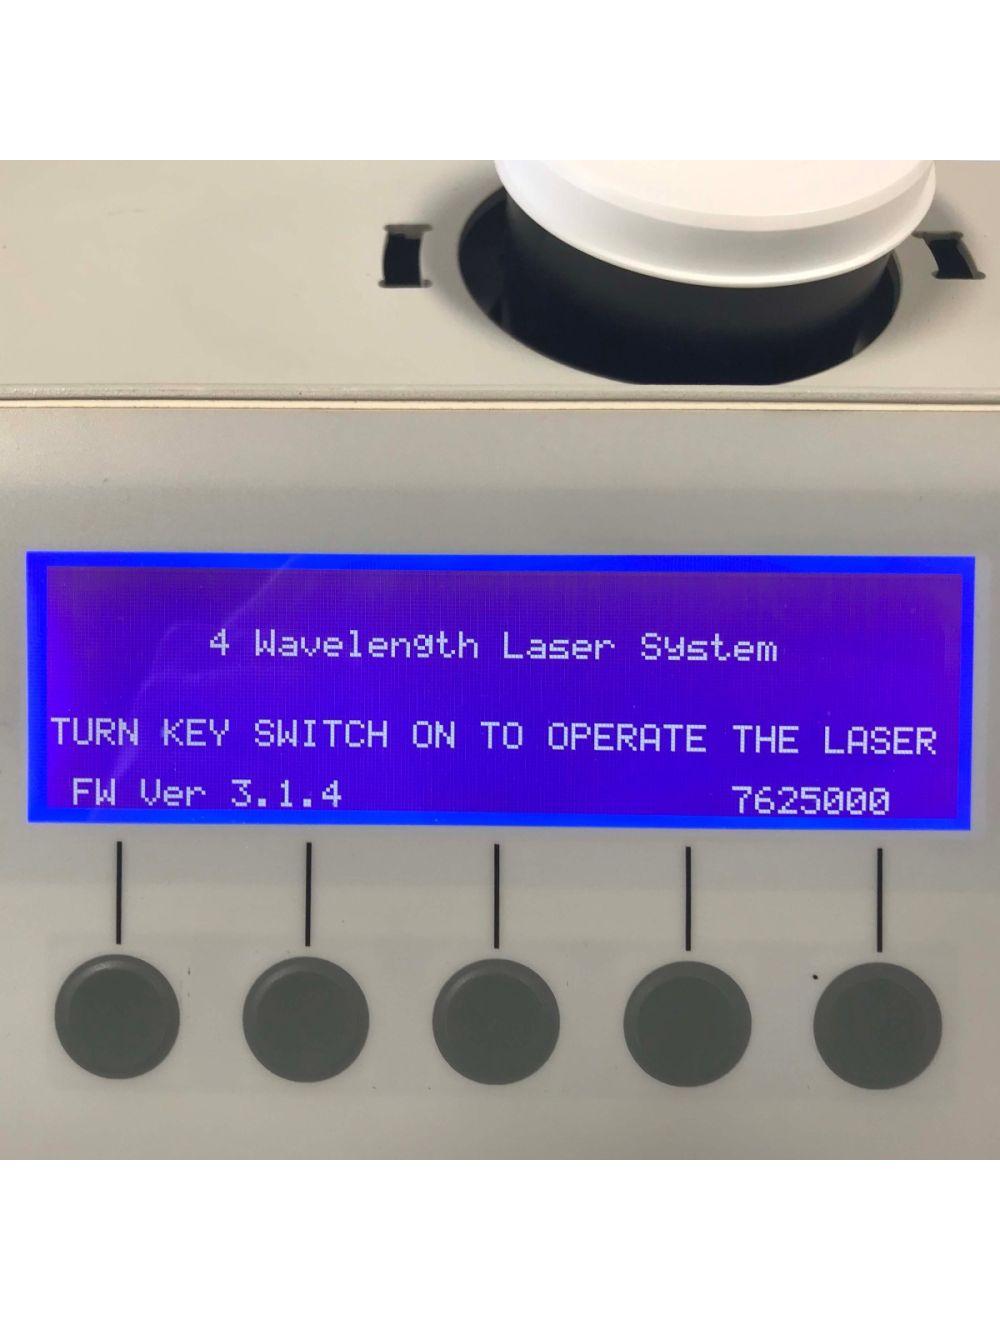 4 Wavelength Laser System
TURN KEY SWITCH ON TO OPERATE THE LASER
FW Ver 3.1.4 7625000